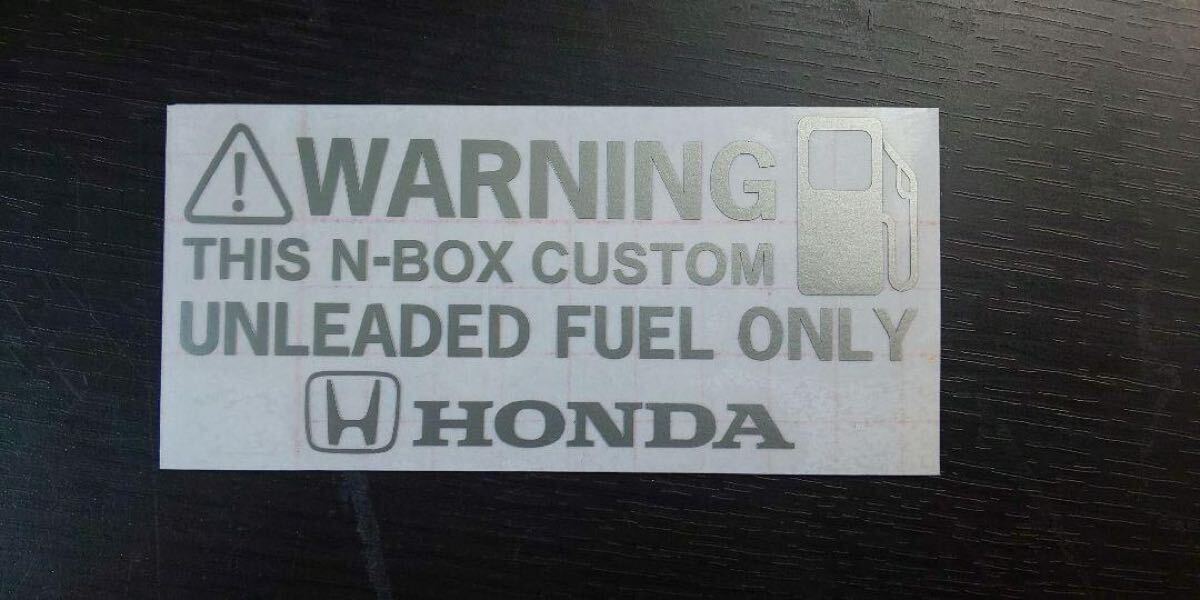 WARNING
THIS N-BOX CUSTOM
UNLEADED FUEL ONLY
HONDA